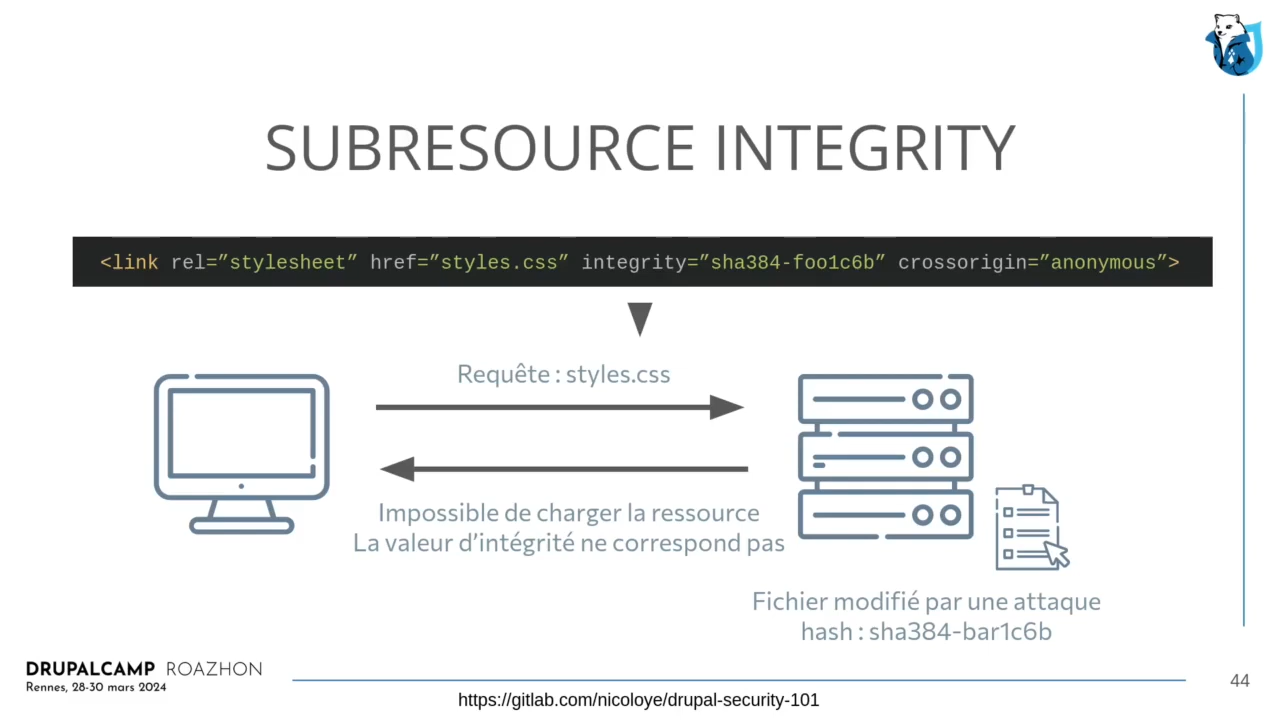 SUBRESOURCE INTEGRITY
<link rel=”stylesheet” href=”styles.css” integrity=”sha384-foo1c6b” crossorigin=”anonymous”>
Requête : styles.css
Impossible de charger la ressource
La valeur d’intégrité ne correspond pas
Fichier modifié par une attaque
hash : sha384-bar1c6b
DRUPALCAMP ROAZHON
Rennes, 28-30 mars 2024
https://gitlab.com/nicoloye/drupal-security-101
44